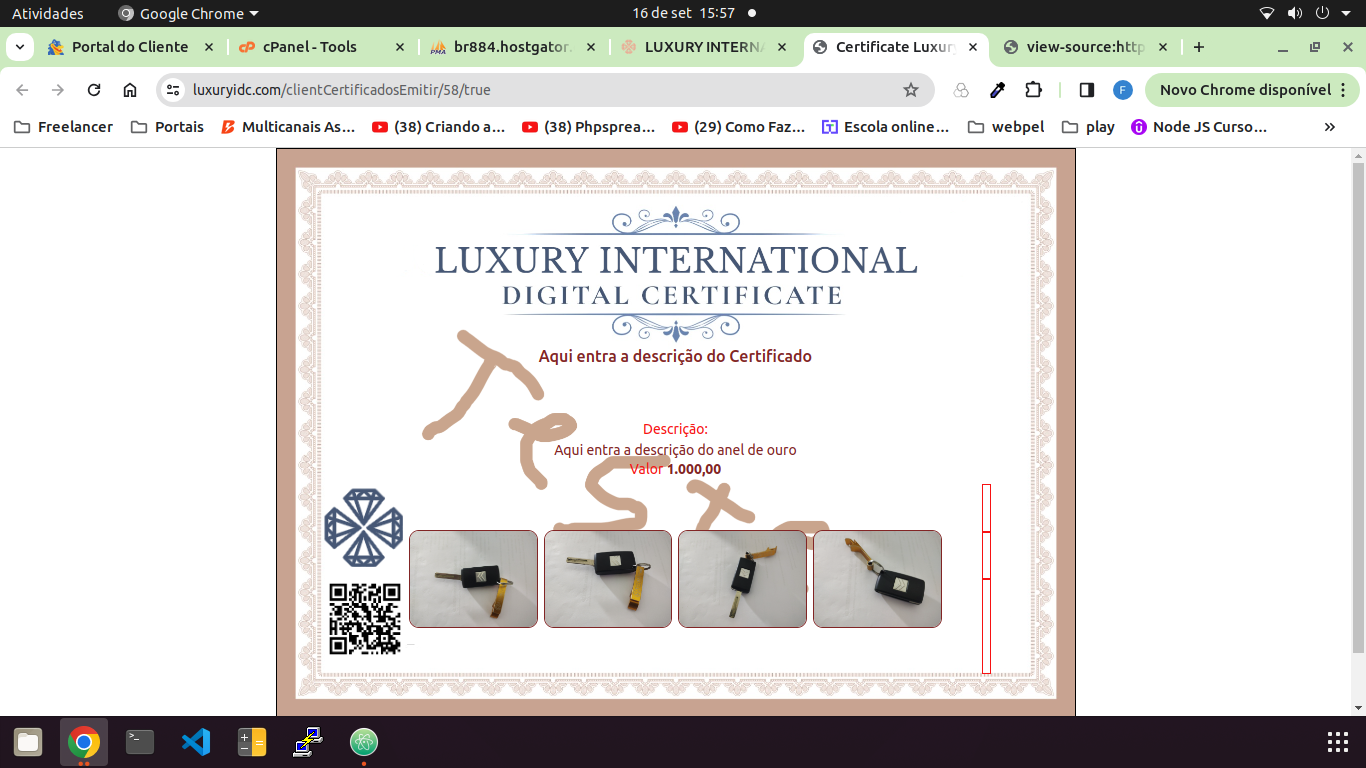 Atividades
Google Chrome
16 de set 15:57
Portal do Cliente
cPanel - Tools
br884.hostgator.
LUXURY INTERNA
Certificate Luxury
view-source:http
luxuryidc.com/clientCertificadosEmitir/58/true
F
Novo Chrome disponível
Freelancer
Portais
Multicanais As...
(38) Criando a...
(38) Phpsprea...
(29) Como Faz...
Escola online...
webpel
play
Node JS Curso...
LUXURY INTERNATIONAL
DIGITAL CERTIFICATE
Aqui entra a descrição do Certificado
Teste
Descrição:
Aqui entra a descrição do anel de ouro
Valor 1.000,00